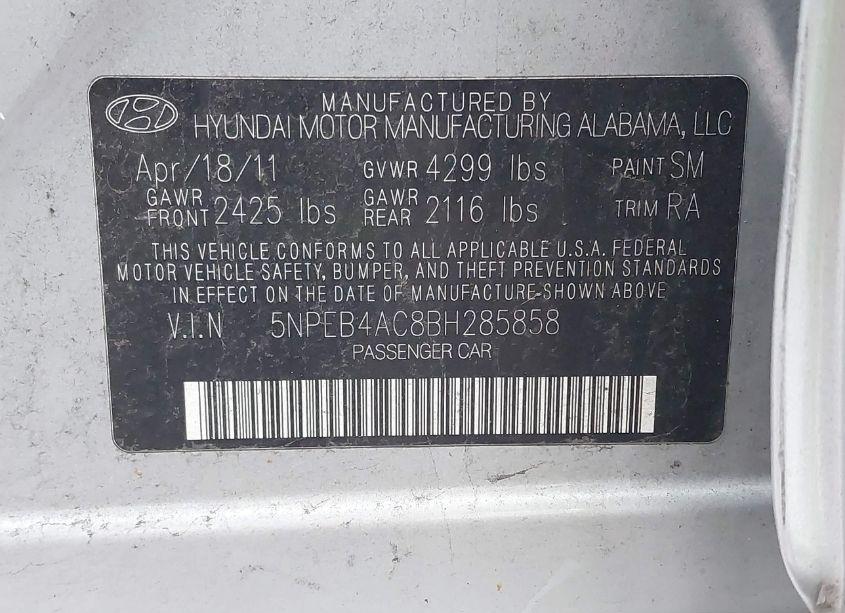 MANUFACTURED BY
HYUNDAI MOTOR MANUFACTURING ALABAMA, LLC
Apr/18/11 GVWR 4299 lbs PAINT SM
GAWR FRONT 2425 lbs GAWR REAR 2116 lbs TRIM RA
THIS VEHICLE CONFORMS TO ALL APPLICABLE U.S.A. FEDERAL
MOTOR VEHICLE SAFETY, BUMPER, AND THEFT PREVENTION STANDARDS
IN EFFECT ON THE DATE OF MANUFACTURE SHOWN ABOVE
V.I.N 5NPEB4AC8BH285858
PASSENGER CAR